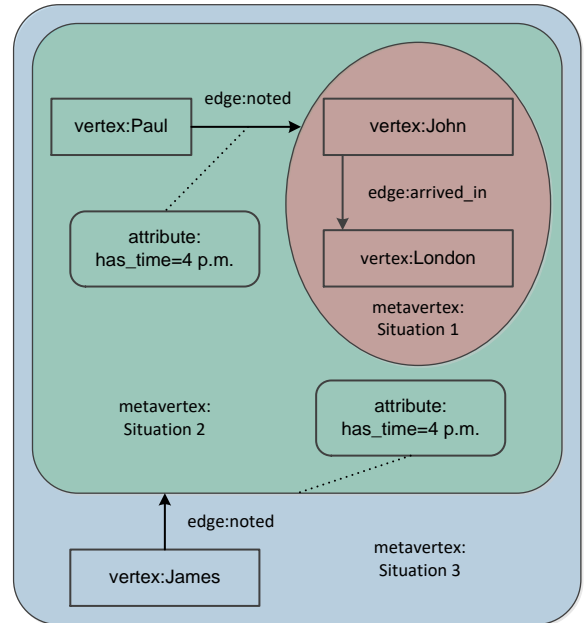 edge:noted
vertex:Paul
vertex:John
edge:arrived_in
attribute:
has_time=4 p.m.
vertex:London
metavertex:
Situation 1
attribute:
has_time=4 p.m.
metavertex:
Situation 2
edge:noted
metavertex:
Situation 3
vertex:James